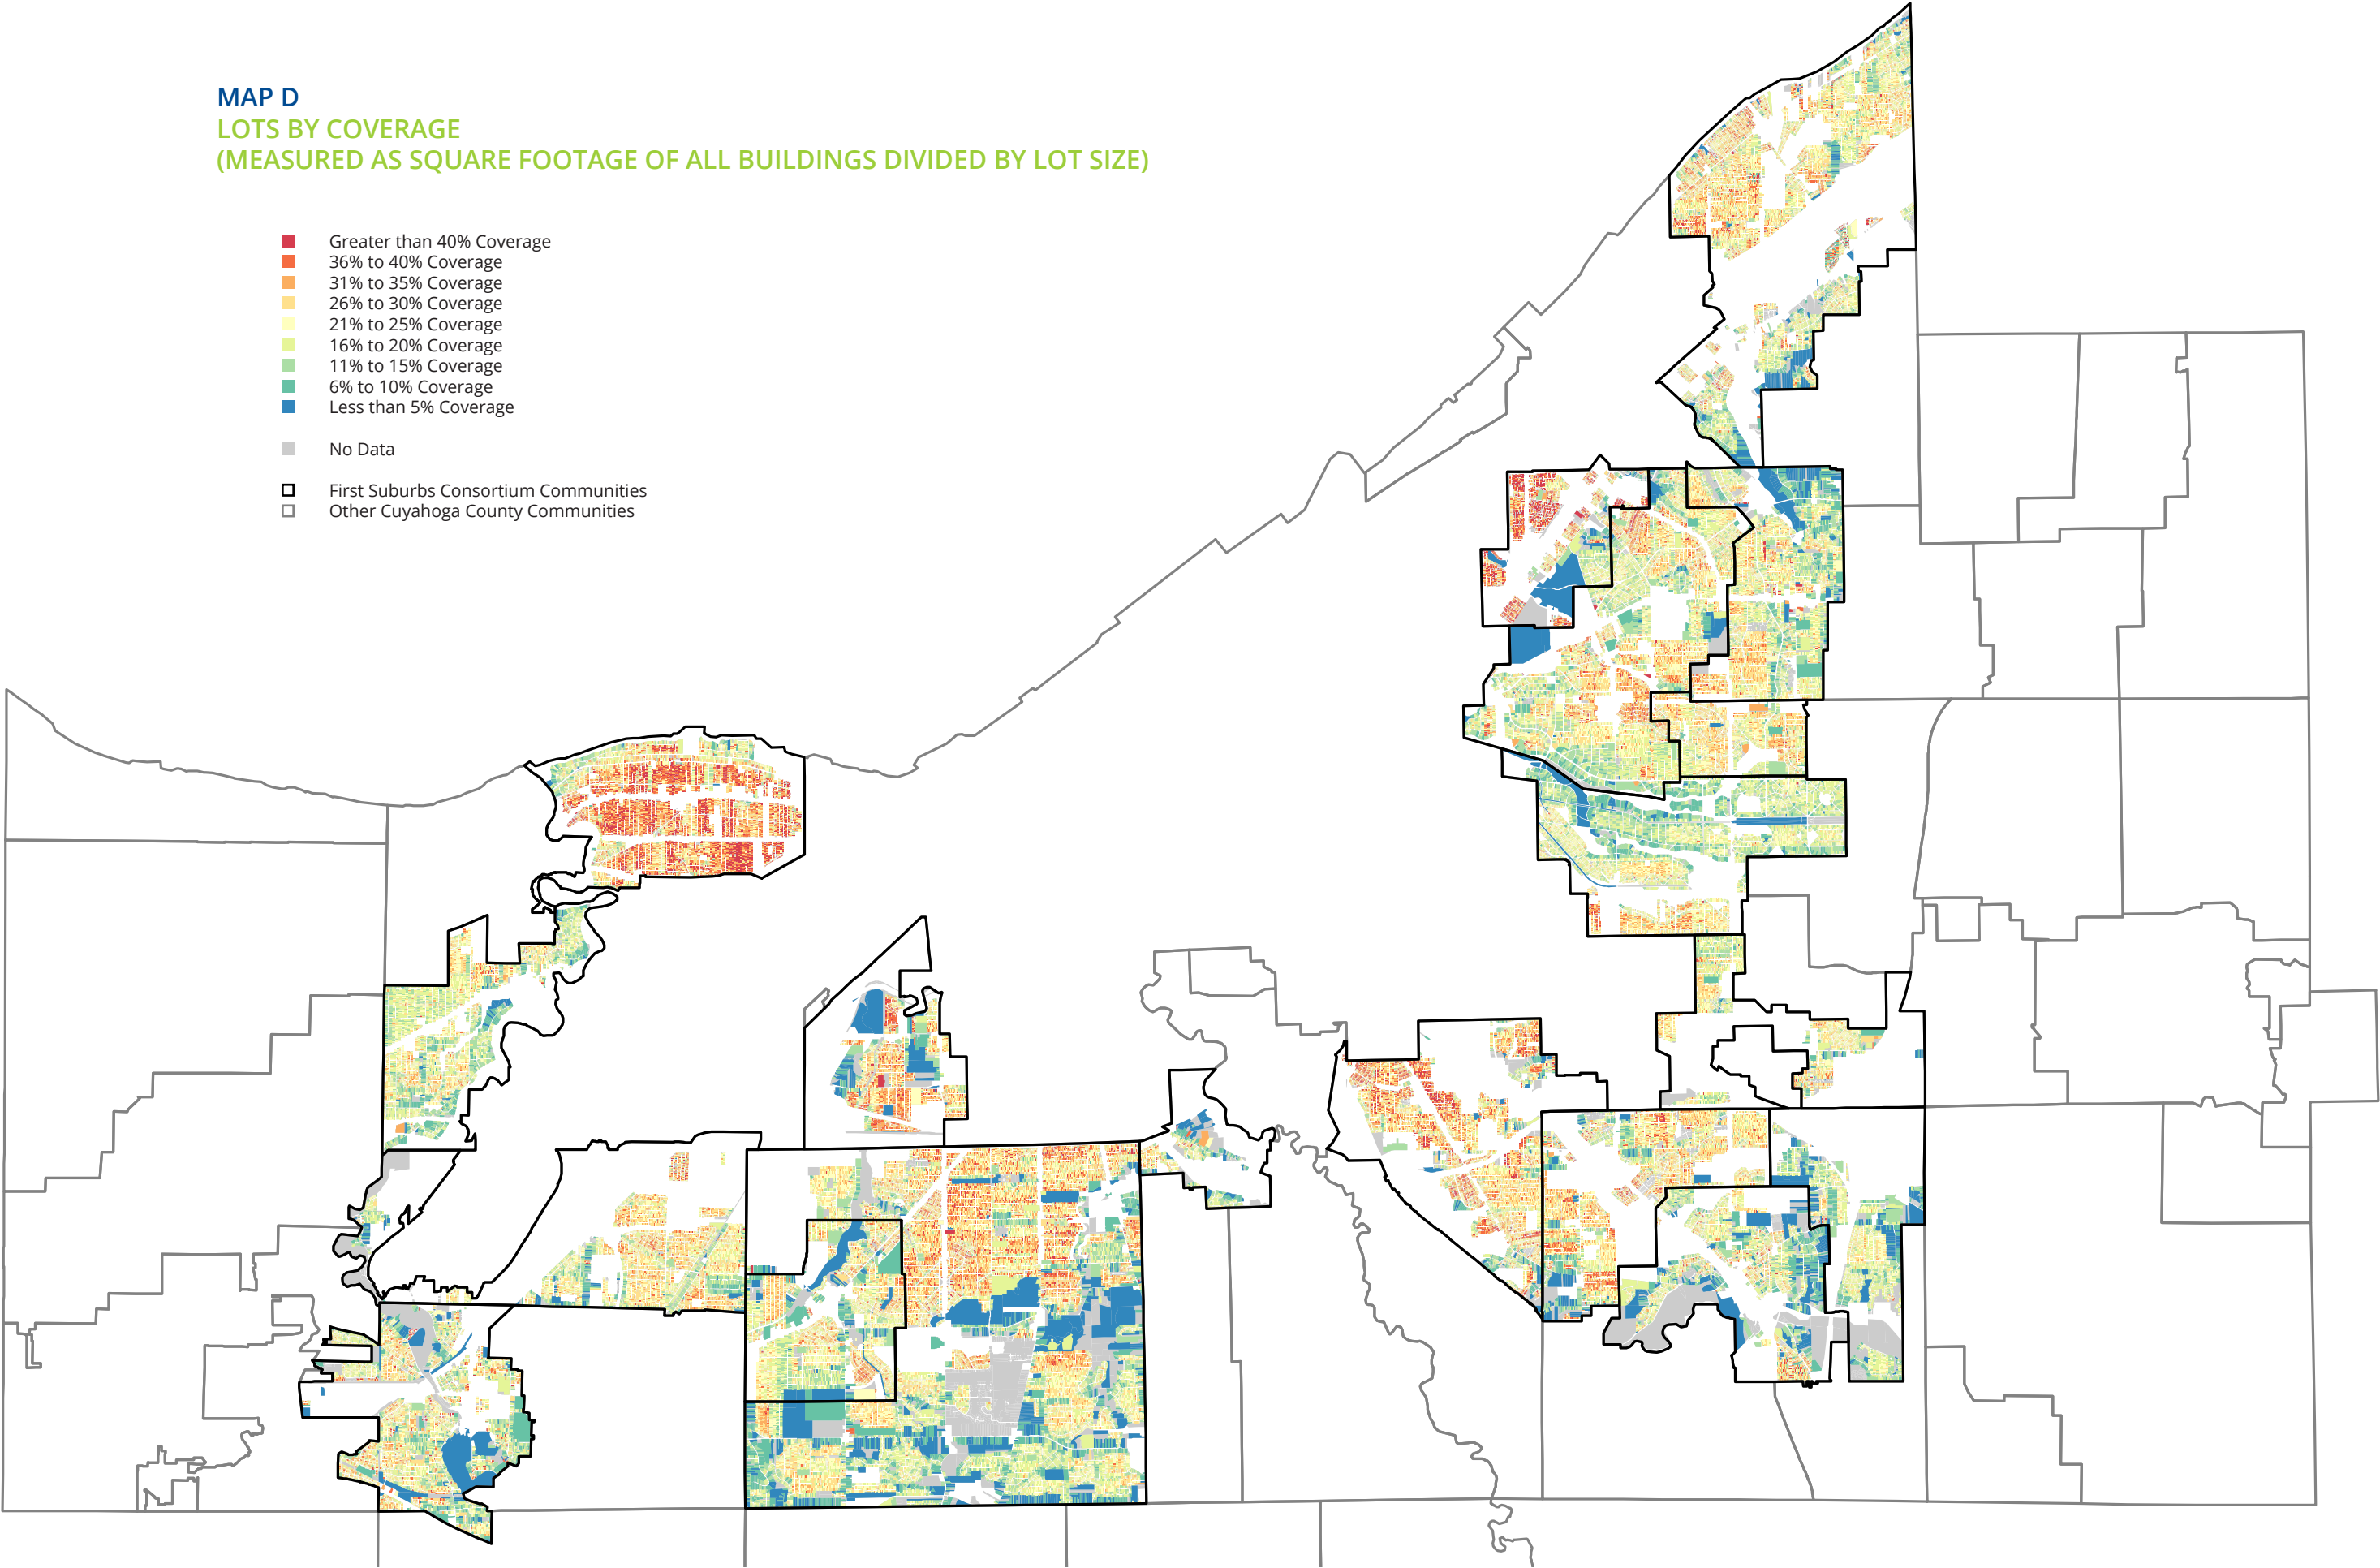 MAP D
LOTS BY COVERAGE
(MEASURED AS SQUARE FOOTAGE OF ALL BUILDINGS DIVIDED BY LOT SIZE)
Greater than 40% Coverage
36% to 40% Coverage
31% to 35% Coverage
26% to 30% Coverage
21% to 25% Coverage
16% to 20% Coverage
11% to 15% Coverage
6% to 10% Coverage
Less than 5% Coverage
No Data
First Suburbs Consortium Communities
Other Cuyahoga County Communities